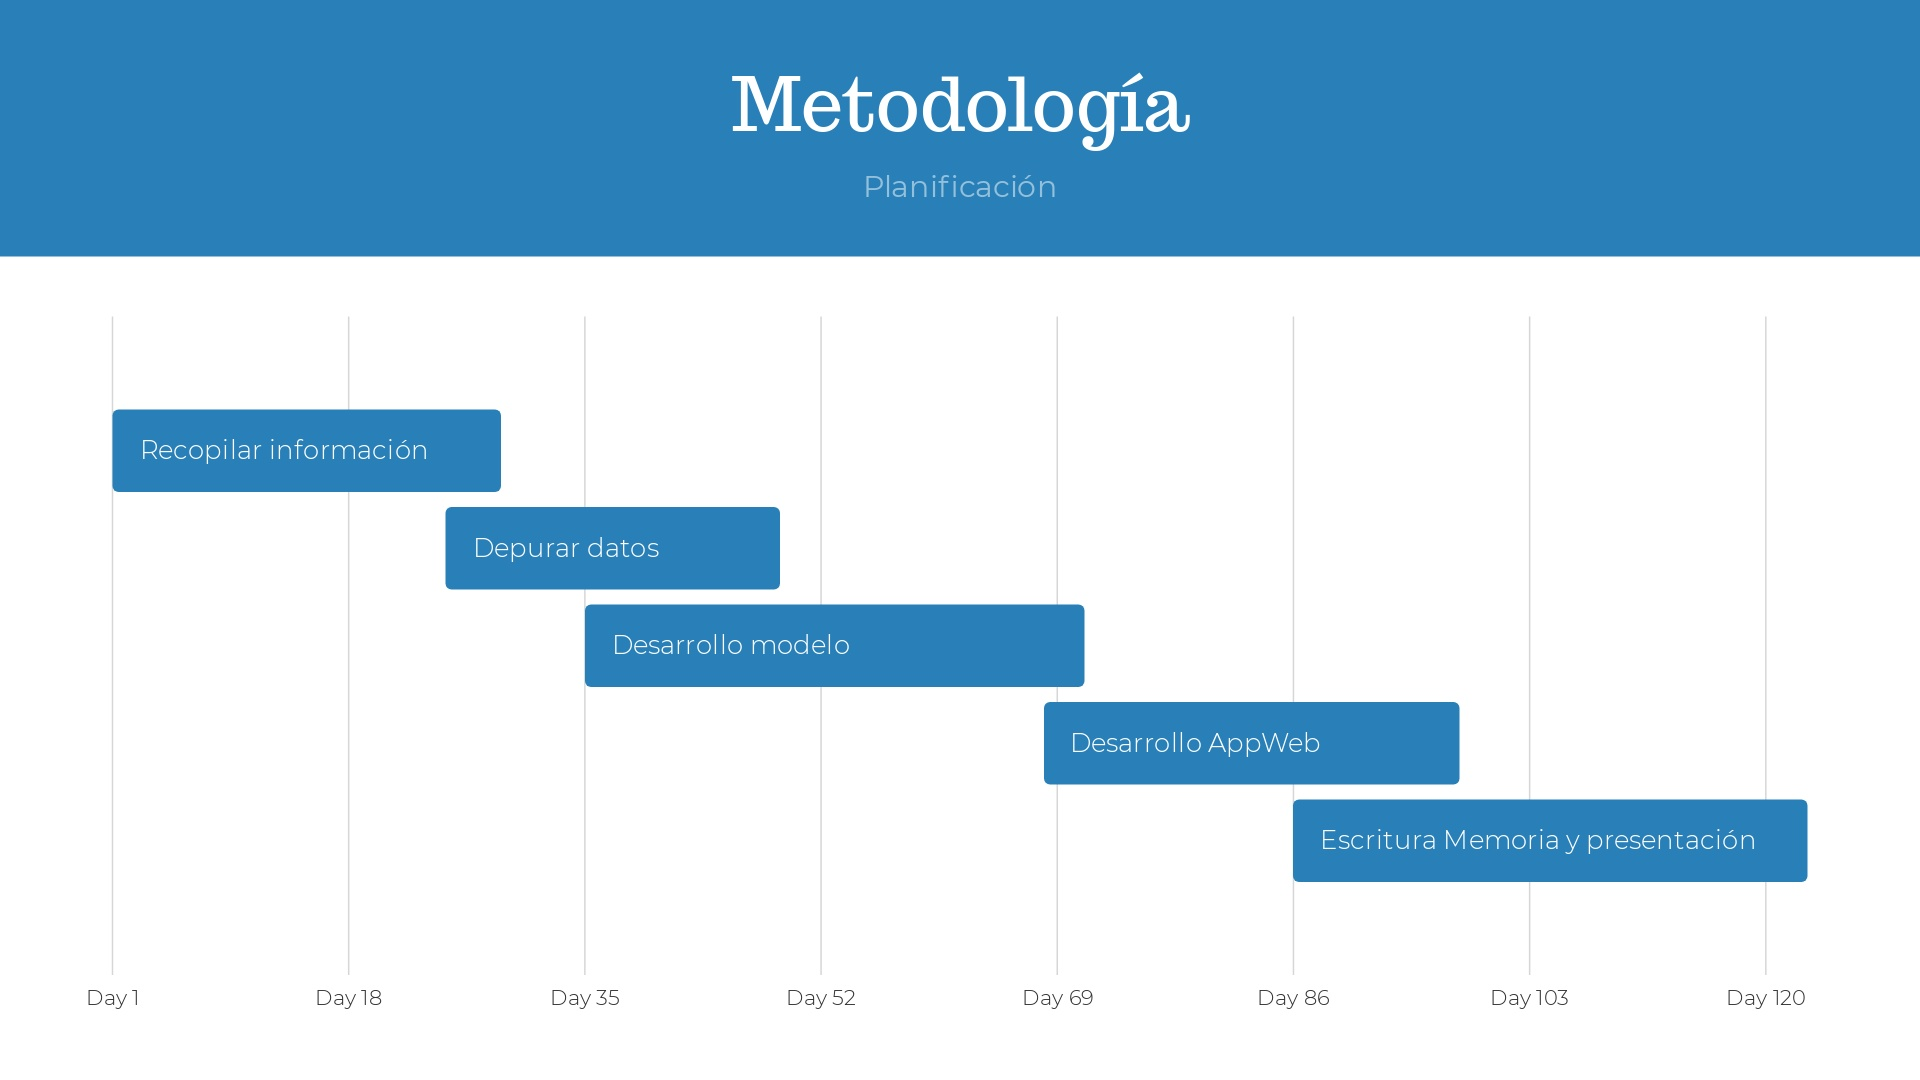 Metodología
Planificación
Recopilar información
Depurar datos
Desarrollo modelo
Desarrollo AppWeb
Escritura Memoria y presentación
Day 1
Day 18
Day 35
Day 52
Day 69
Day 86
Day 103
Day 120